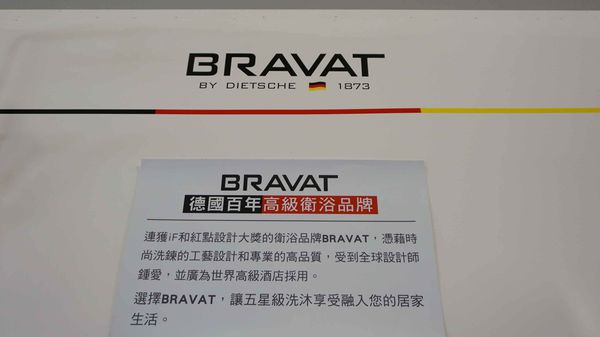 BRAVAT
BY DIETSCHE 1873
BRAVAT
德國百年高級衛浴品牌
連獲iF和紅點設計大獎的衛浴品牌BRAVAT，憑藉時
尚洗鍊的工藝設計和專業的高品質，受到全球設計師
鍾愛，並廣為世界高級酒店採用。
選擇BRAVAT，讓五星級洗沐享受融入您的居家
生活。